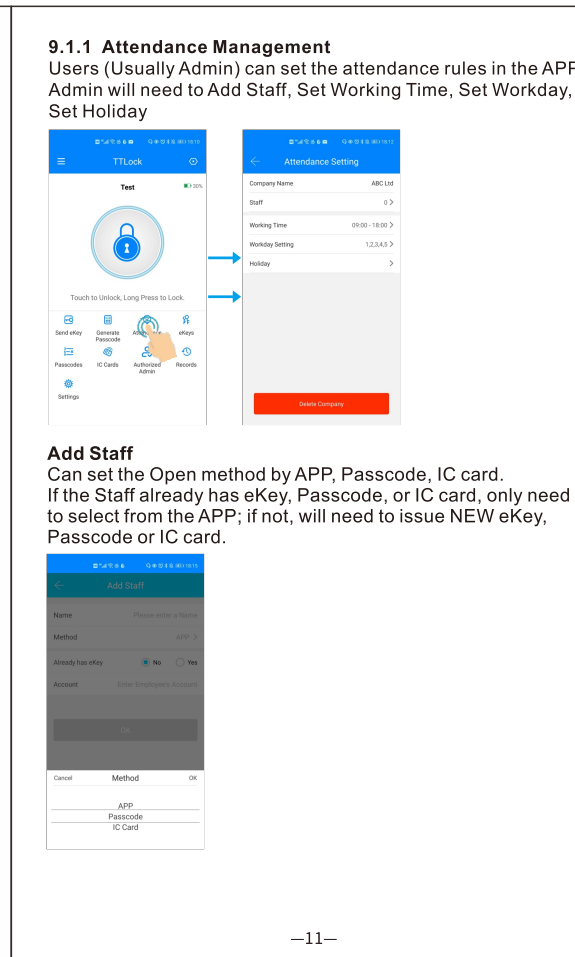 9.1.1 Attendance Management
Users (Usually Admin) can set the attendance rules in the APP
Admin will need to Add Staff, Set Working Time, Set Workday,
Set Holiday
18:10
TTLock
Test
30%
Touch to Unlock, Long Press to Lock.
Send eKey
Generate Passcode
eKeys
Passcodes
IC Cards
Authorized Admin
Records
Settings
18:12
Attendance Setting
Company Name ABC Ltd
Staff 0 >
Working Time 09:00 - 18:00 >
Workday Setting 1,2,3,4,5 >
Holiday >
Delete Company
Add Staff
Can set the Open method by APP, Passcode, IC card.
If the Staff already has eKey, Passcode, or IC card, only need
to select from the APP; if not, will need to issue NEW eKey,
Passcode or IC card.
Add Staff
Name Please enter a Name
Method APP >
Already has eKey No Yes
Account Enter Employee's Account
OK
Cancel Method OK
APP
Passcode
IC Card
—11—